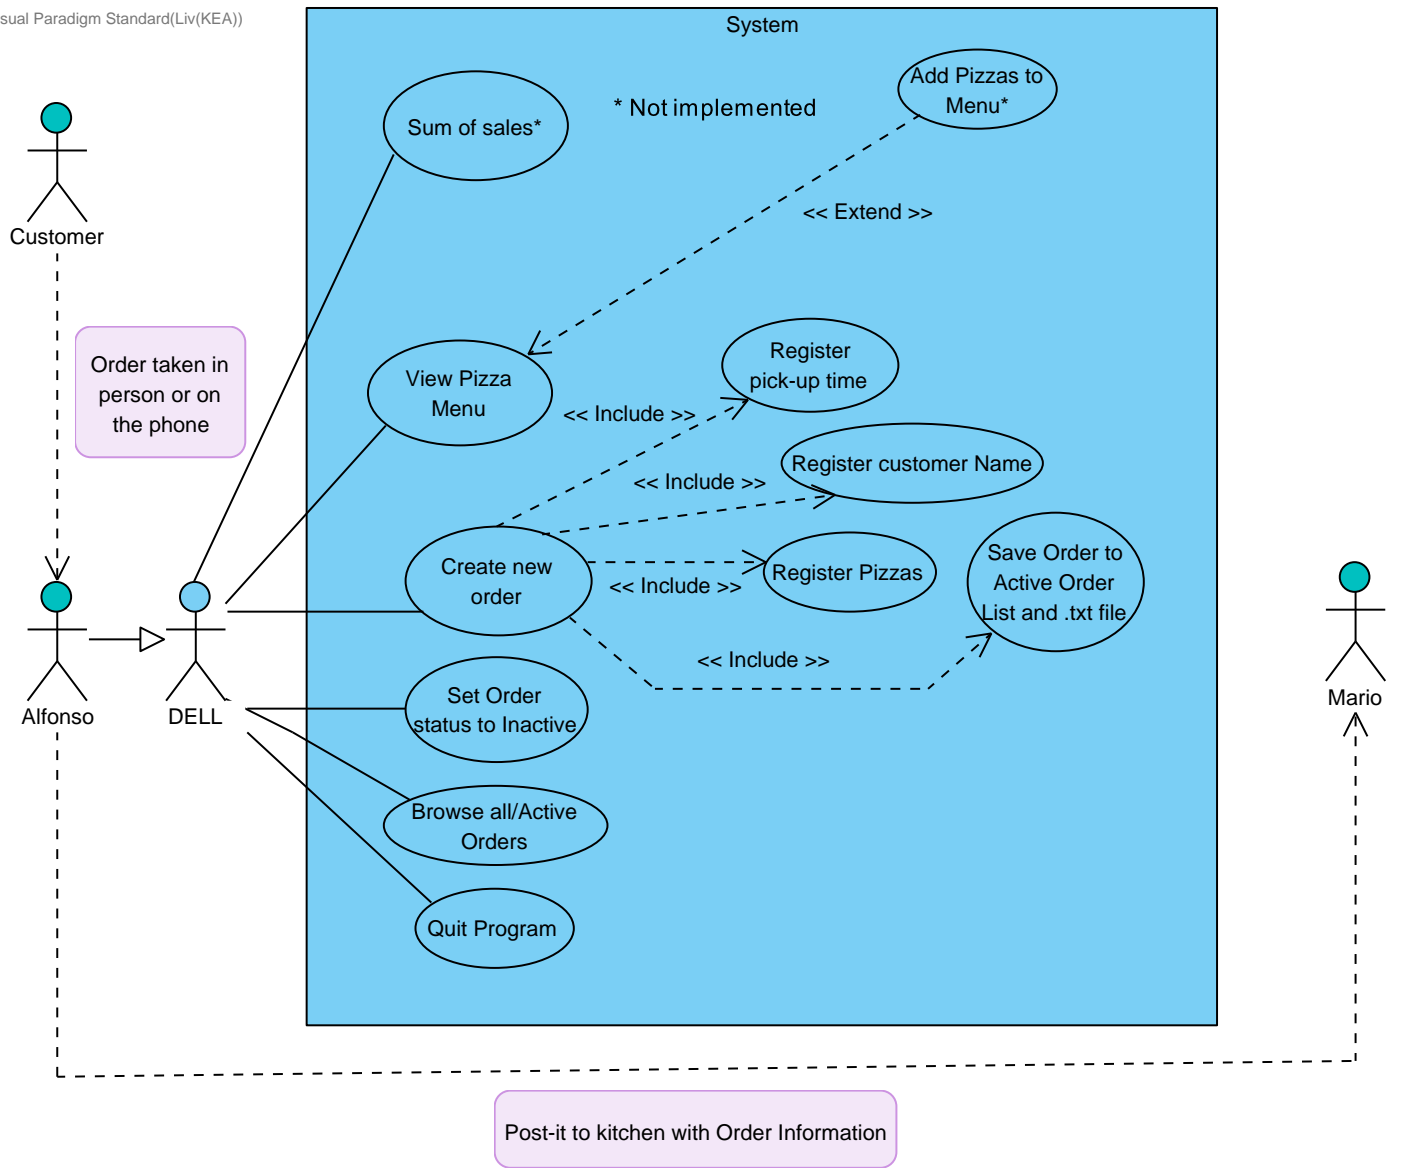 sual Paradigm Standard(Liv(KEA))
System
Add Pizzas to
Menu*
* Not implemented
Sum of sales*
Customer
<< Extend >>
Order taken in
person or on
the phone
Register
pick-up time
View Pizza
Menu
<< Include >>
Register customer Name
<< Include >>
Create new
order
Register Pizzas
<< Include >>
Save Order to
Active Order
List and .txt file
<< Include >>
Alfonso
DELL
Mario
Set Order
status to Inactive
Browse all/Active
Orders
Quit Program
Post-it to kitchen with Order Information